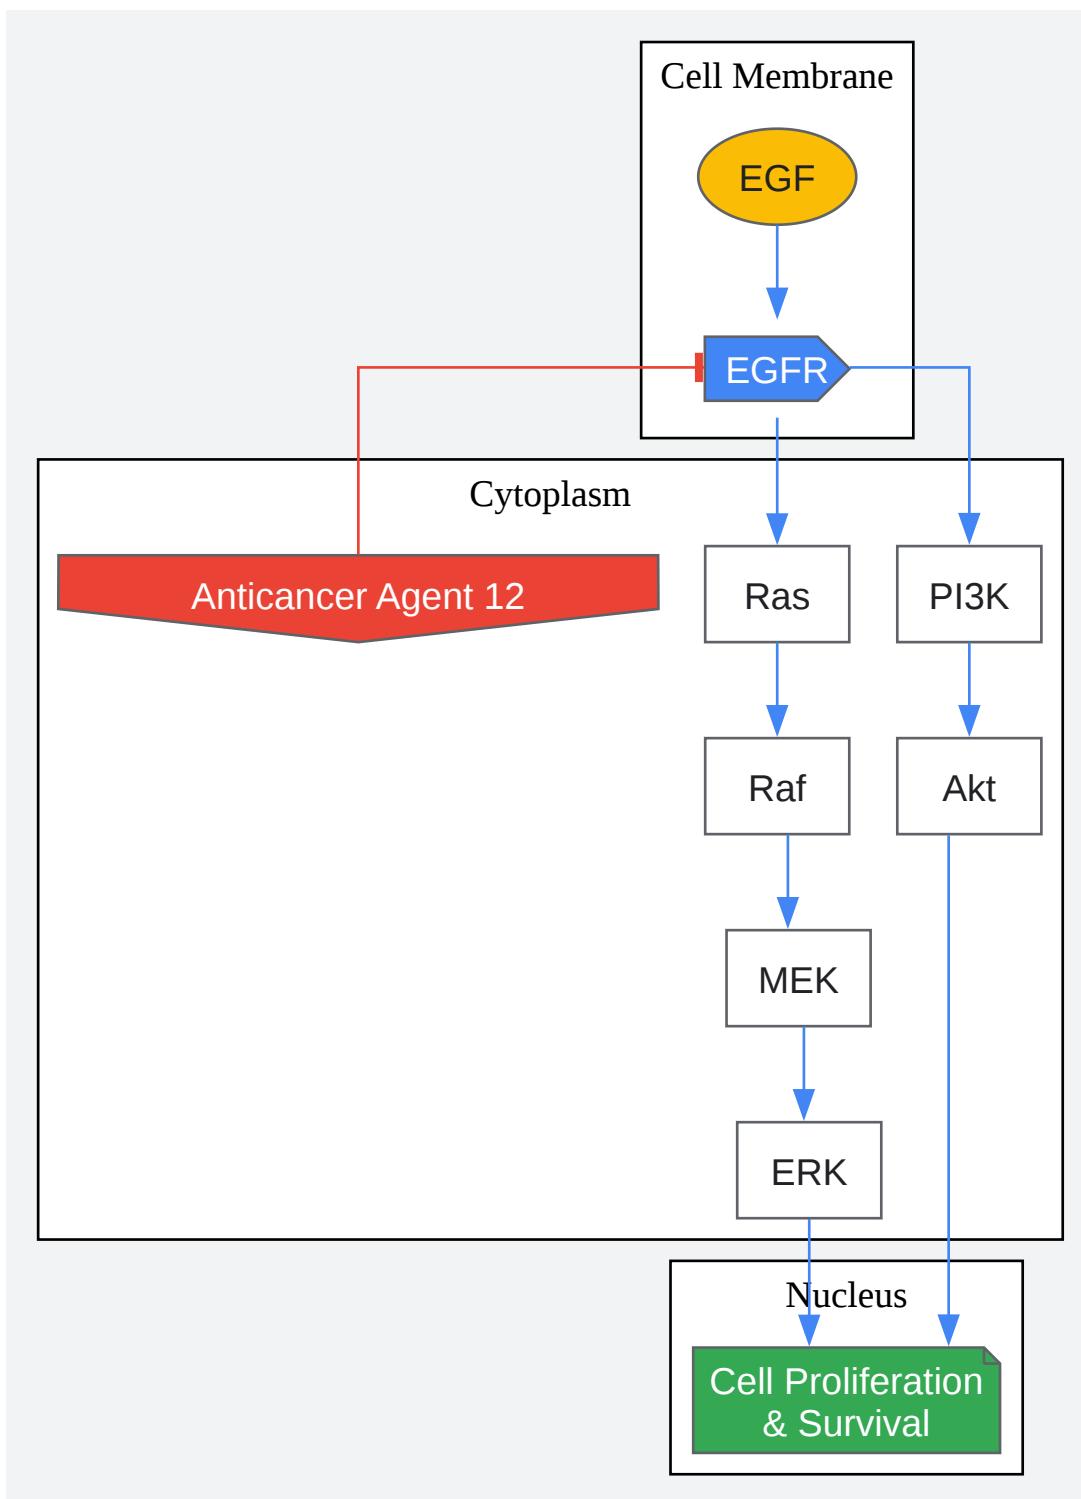 Cell Membrane
EGF
EGFR
Cytoplasm
Anticancer Agent 12
Ras
PI3K
Raf
Akt
MEK
ERK
Nucleus
Cell Proliferation
& Survival